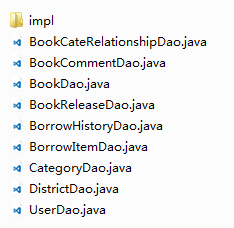 impl
BookCateRelationshipDao.java
BookCommentDao.java
BookDao.java
BookReleaseDao.java
BorrowHistoryDao.java
BorrowItemDao.java
CategoryDao.java
DistrictDao.java
UserDao.java